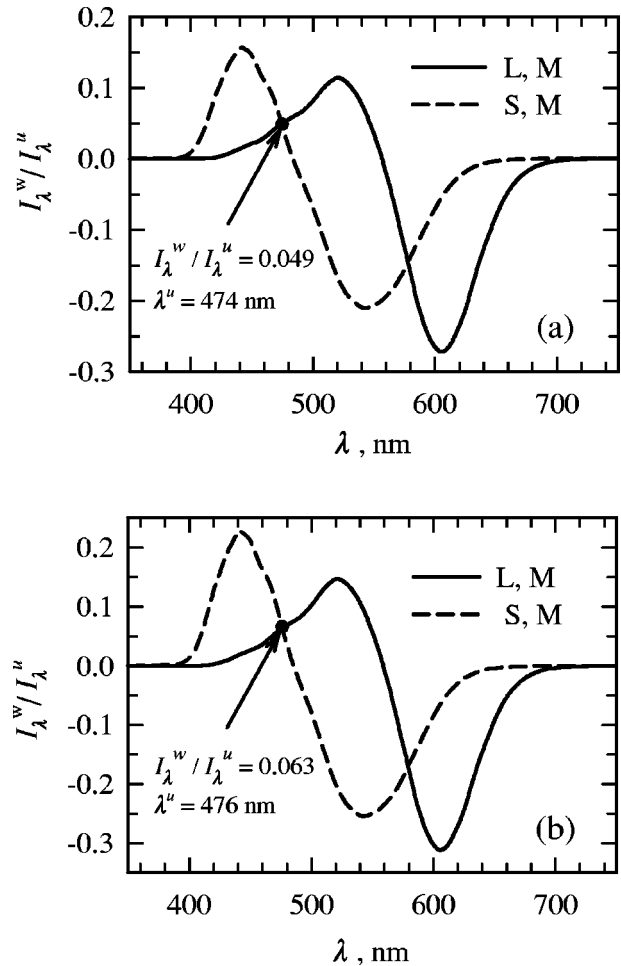 0.2
0.1
0.0
-0.1
-0.2
-0.3
I_λ^w / I_λ^u
L, M
S, M
I_λ^w / I_λ^u = 0.049
λ^u = 474 nm
(a)
400 500 600 700
λ , nm
0.2
0.1
0.0
-0.1
-0.2
-0.3
I_λ^w / I_λ^u
L, M
S, M
I_λ^w / I_λ^u = 0.063
λ^u = 476 nm
(b)
400 500 600 700
λ , nm